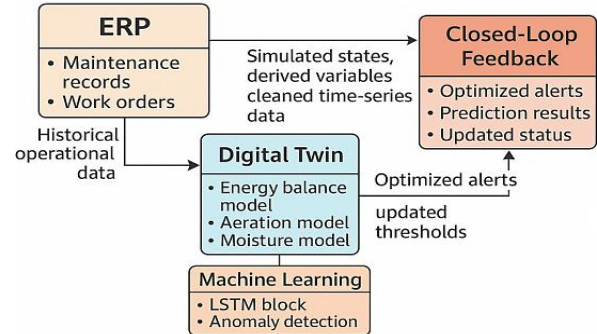 ERP
• Maintenance
records
• Work orders
Simulated states,
derived variables
cleaned time-series
data
Closed-Loop
Feedback
• Optimized alerts
• Prediction results
• Updated status
Historical
operational
data
Digital Twin
• Energy balance
model
• Aeration model
• Moisture model
Optimized alerts
updated
thresholds
Machine Learning
• LSTM block
• Anomaly detection